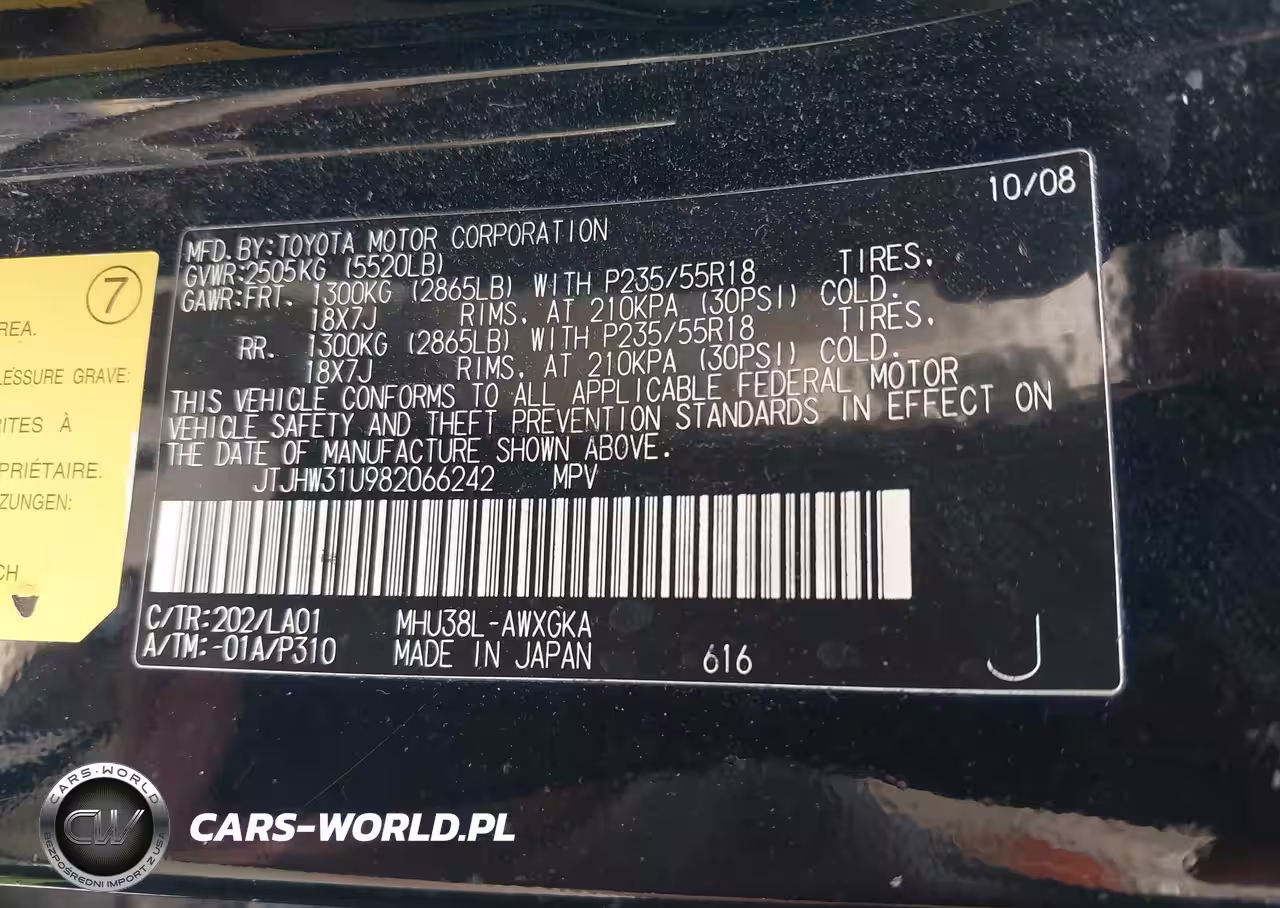 10/08
MFD.BY:TOYOTA MOTOR CORPORATION
GVWR:2505KG (5520LB)
GAWR:FRT. 1300KG (2865LB) WITH P235/55R18 TIRES,
18X7J RIMS, AT 210KPA (30PSI) COLD.
RR. 1300KG (2865LB) WITH P235/55R18 TIRES,
18X7J RIMS, AT 210KPA (30PSI) COLD.
THIS VEHICLE CONFORMS TO ALL APPLICABLE FEDERAL MOTOR
VEHICLE SAFETY AND THEFT PREVENTION STANDARDS IN EFFECT ON
THE DATE OF MANUFACTURE SHOWN ABOVE.
JTJHW31U982066242 MPV
C/TR:202/LA01 MHU38L-AWXGKA
A/TM:-01A/P310 MADE IN JAPAN 616 J
7
REA.
LESSURE GRAVE:
RITES À
PRIÉTAIRE.
ZUNGEN:
CH
CARS-WORLD
CW
BEZPOŚREDNI IMPORT Z USA
CARS-WORLD.PL